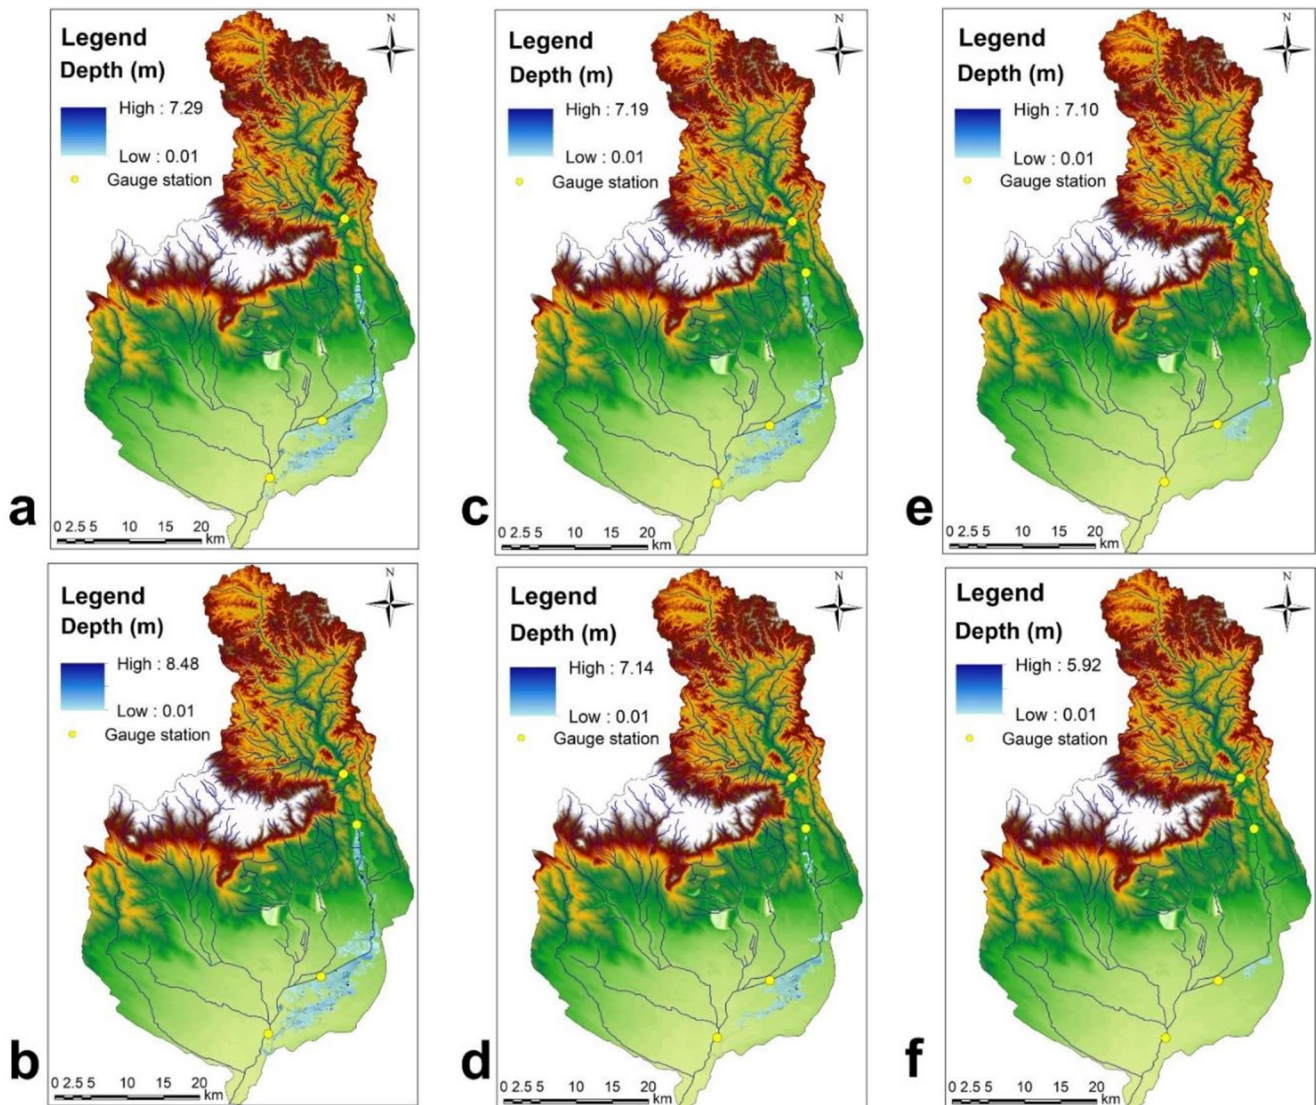 N
Legend
Depth (m)
High : 7.29
Low : 0.01
Gauge station
a
0 2.5 5 10 15 20
km
N
Legend
Depth (m)
High : 7.19
Low : 0.01
Gauge station
c
0 2.5 5 10 15 20
km
N
Legend
Depth (m)
High : 7.10
Low : 0.01
Gauge station
e
0 2.5 5 10 15 20
km
N
Legend
Depth (m)
High : 8.48
Low : 0.01
Gauge station
b
0 2.5 5 10 15 20
km
N
Legend
Depth (m)
High : 7.14
Low : 0.01
Gauge station
d
0 2.5 5 10 15 20
km
N
Legend
Depth (m)
High : 5.92
Low : 0.01
Gauge station
f
0 2.5 5 10 15 20
km